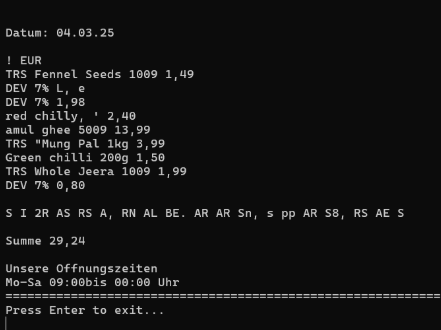 Datum: 04.03.25
! EUR
TRS Fennel Seeds 1009 1,49
DEV 7% L, e
DEV 7% 1,98
red chilly, ' 2,40
amul ghee 5009 13,99
TRS "Mung Pal 1kg 3,99
Green chilli 200g 1,50
TRS Whole Jeera 1009 1,99
DEV 7% 0,80
S I 2R AS RS A, RN AL BE. AR AR Sn, s pp AR S8, RS AE S
Summe 29,24
Unsere Offnungszeiten
Mo-Sa 09:00bis 00:00 Uhr
============================================================
Press Enter to exit...